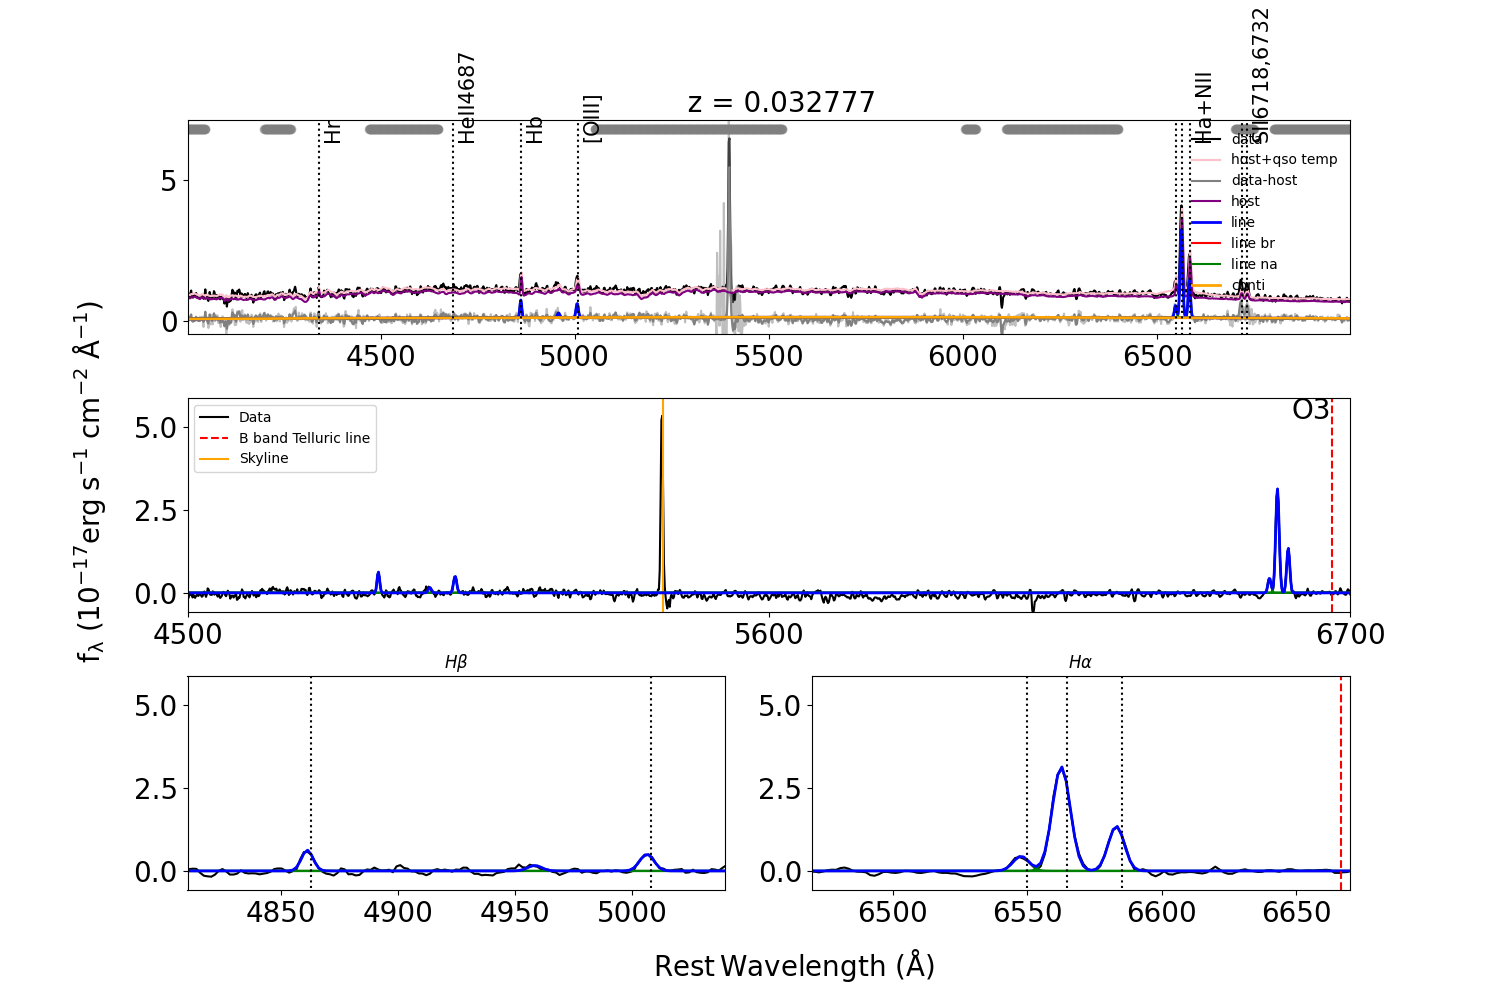 z = 0.032777
Hr
HeII4687
Hb
[OIII]
Ha+NII
SII6718,6732
data
host+qso temp
data-host
host
line
line br
line na
conti
5
0
4500 5000 5500 6000 6500
f_λ (10⁻¹⁷erg s⁻¹ cm⁻² Å⁻¹)
Data
B band Telluric line
Skyline
O3
5.0
2.5
0.0
4500 5600 6700
Hβ
5.0
2.5
0.0
4850 4900 4950 5000
Hα
5.0
2.5
0.0
6500 6550 6600 6650
Rest Wavelength (Å)